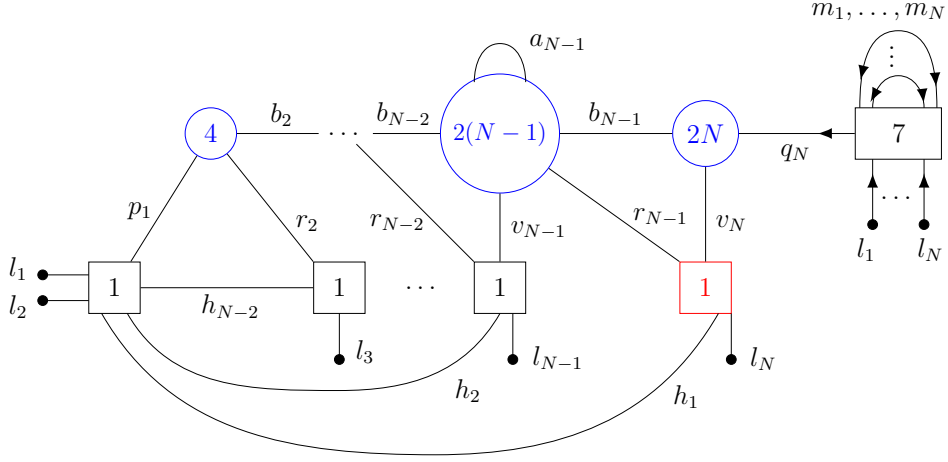 m_1, . . . , m_N
a_{N−1}
4
b_2
· · ·
b_{N−2}
2(N − 1)
b_{N−1}
2N
q_N
7
p_1
r_2
r_{N−2}
v_{N−1}
r_{N−1}
v_N
· · ·
l_1
l_N
l_1
l_2
1
h_{N−2}
1
· · ·
1
1
l_3
l_{N−1}
l_N
h_2
h_1